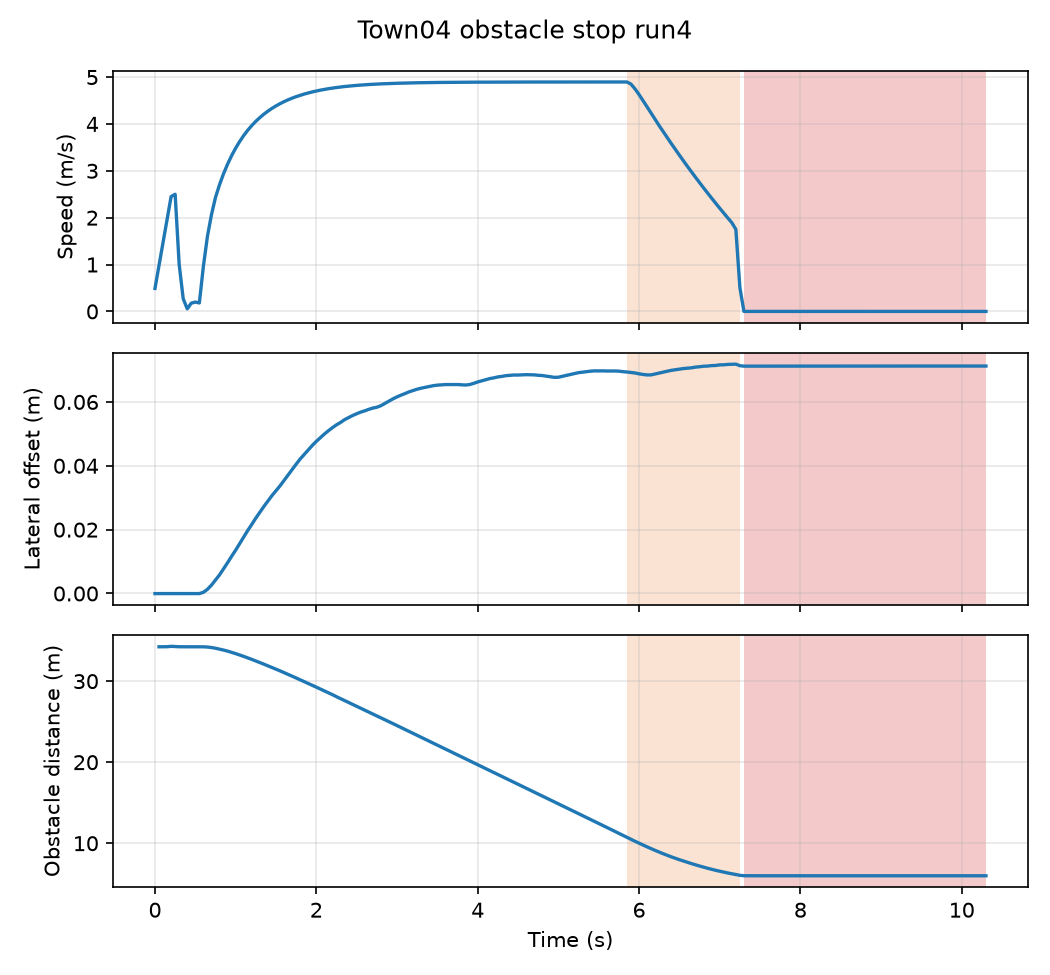 Town04 obstacle stop run4
Speed (m/s)
5
4
3
2
1
0
Lateral offset (m)
0.06
0.04
0.02
0.00
Obstacle distance (m)
30
20
10
0 2 4 6 8 10
Time (s)